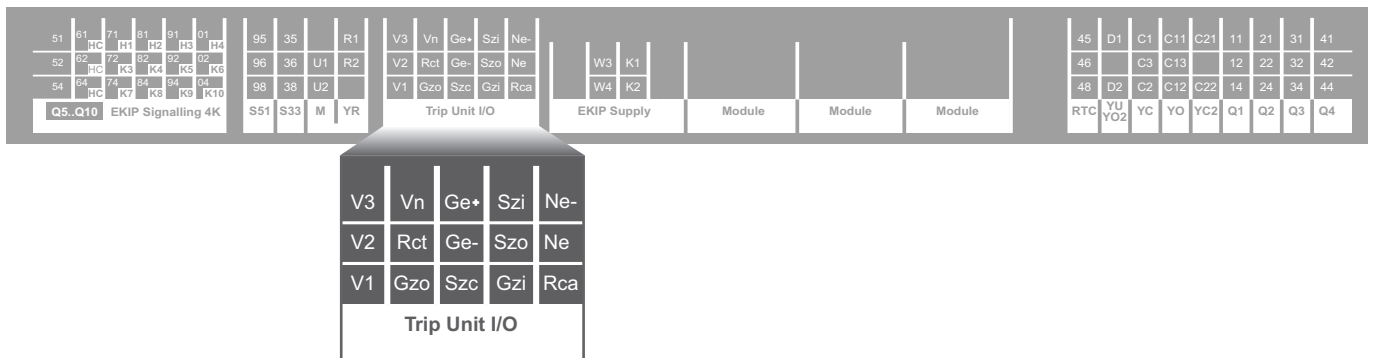 51 61 HC 71 H1 81 H2 91 H3 01 H4 95 35 R1 V3 Vn Ge+ Szi Ne- 45 D1 C1 C11 C21 11 21 31 41
52 62 HC 72 K3 82 K4 92 K5 02 K6 96 36 U1 R2 V2 Rct Ge- Szo Ne W3 K1 46 C3 C13 12 22 32 42
54 64 HC 74 K7 84 K8 94 K9 04 K10 98 38 U2 V1 Gzo Szc Gzi Rca W4 K2 48 D2 C2 C12 C22 14 24 34 44
Q5..Q10 EKIP Signalling 4K S51 S33 M YR Trip Unit I/O EKIP Supply Module Module Module RTC YU YO2 YC YO YC2 Q1 Q2 Q3 Q4
V3 Vn Ge+ Szi Ne-
V2 Rct Ge- Szo Ne
V1 Gzo Szc Gzi Rca
Trip Unit I/O